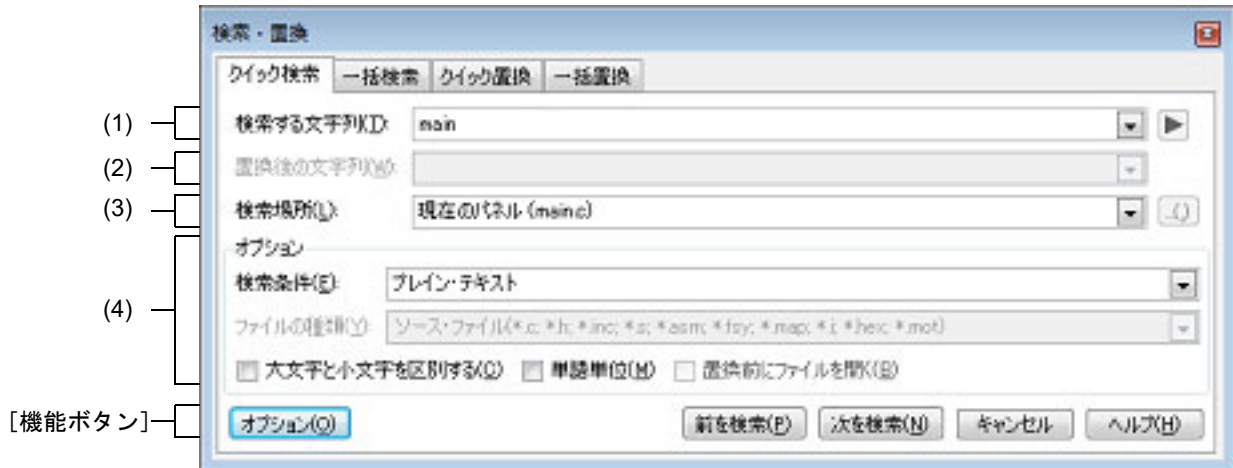 検索・置換
クイック検索 一括検索 クイック置換 一括置換
(1) 検索する文字列(T): main
(2) 置換後の文字列(W):
(3) 検索場所(L): 現在のパネル (main.c) ...()
オプション
(4) 検索条件(E): プレイン・テキスト
ファイルの種類(Y): ソース・ファイル(*.c; *.h; *.inc; *.s; *.asm; *.fsy; *.map; *.i; *.hex; *.mot)
大文字と小文字を区別する(C) 単語単位(M) 置換前にファイルを開く(B)
[機能ボタン] オプション(O) 前を検索(P) 次を検索(N) キャンセル ヘルプ(H)